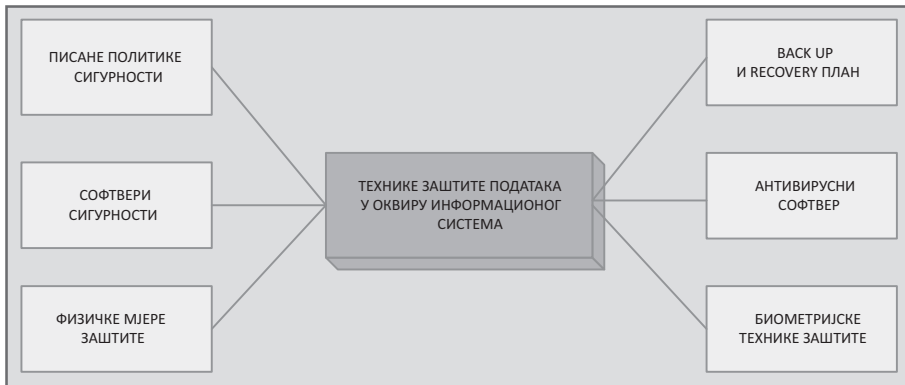 ПИСАНЕ ПОЛИТИКЕ
СИГУРНОСТИ
СОФТВЕРИ
СИГУРНОСТИ
ФИЗИЧКЕ МЈЕРЕ
ЗАШТИТЕ
ТЕХНИКЕ ЗАШТИТЕ ПОДАТАКА
У ОКВИРУ ИНФОРМАЦИОНОГ
СИСТЕМА
BACK UP
И RECOVERY ПЛАН
АНТИВИРУСНИ
СОФТВЕР
БИОМЕТРИЈСКЕ
ТЕХНИКЕ ЗАШТИТЕ